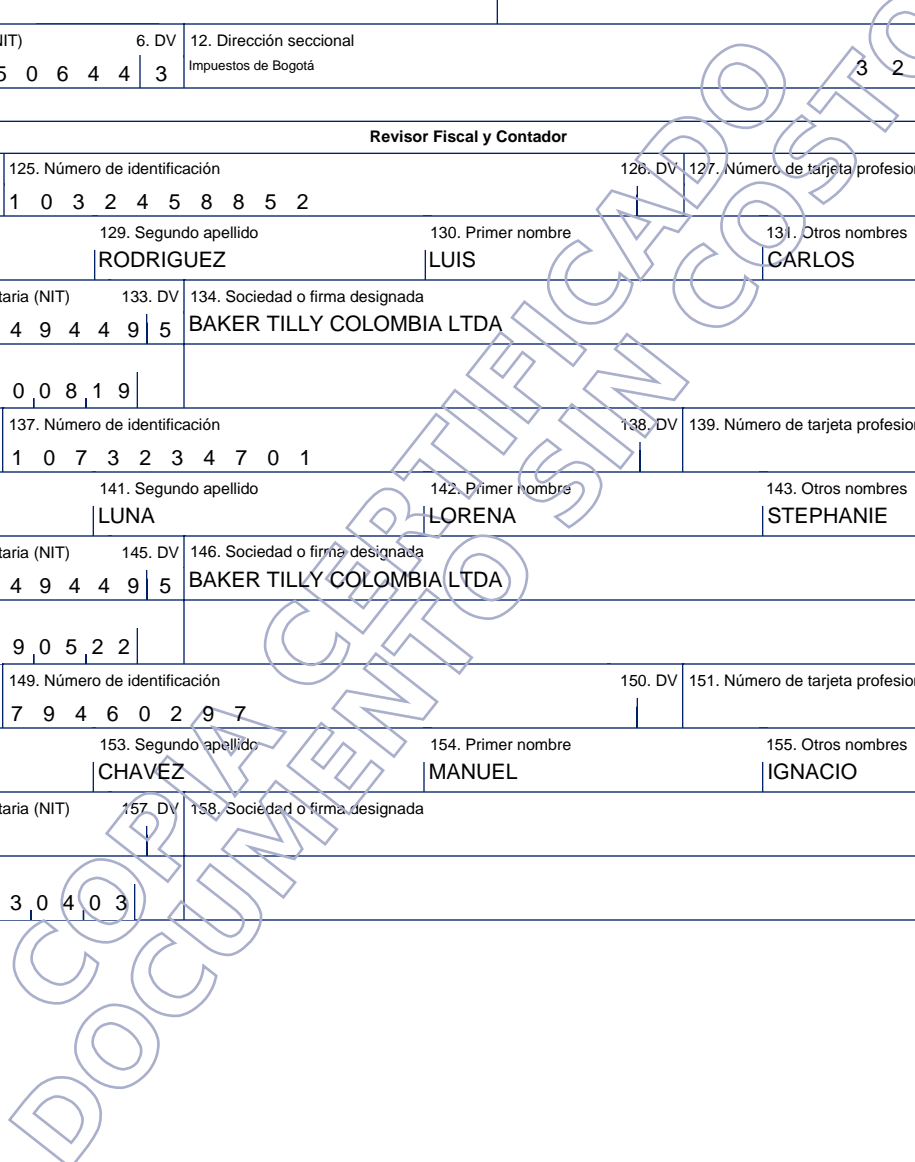 NIT) 6. DV 12. Dirección seccional
5 0 6 4 4 3 Impuestos de Bogotá 3 2
Revisor Fiscal y Contador
125. Número de identificación 126. DV 127. Número de tarjeta profesion
1 0 3 2 4 5 8 8 5 2
129. Segundo apellido 130. Primer nombre 131. Otros nombres
RODRIGUEZ LUIS CARLOS
taria (NIT) 133. DV 134. Sociedad o firma designada
4 9 4 4 9 5 BAKER TILLY COLOMBIA LTDA
0 0 8 1 9
137. Número de identificación 138. DV 139. Número de tarjeta profesion
1 0 7 3 2 3 4 7 0 1
141. Segundo apellido 142. Primer nombre 143. Otros nombres
LUNA LORENA STEPHANIE
taria (NIT) 145. DV 146. Sociedad o firma designada
4 9 4 4 9 5 BAKER TILLY COLOMBIA LTDA
9 0 5 2 2
149. Número de identificación 150. DV 151. Número de tarjeta profesion
7 9 4 6 0 2 9 7
153. Segundo apellido 154. Primer nombre 155. Otros nombres
CHAVEZ MANUEL IGNACIO
taria (NIT) 157. DV 158. Sociedad o firma designada
3 0 4 0 3
COPIA CERTIFICADO
DOCUMENTO SIN COSTO